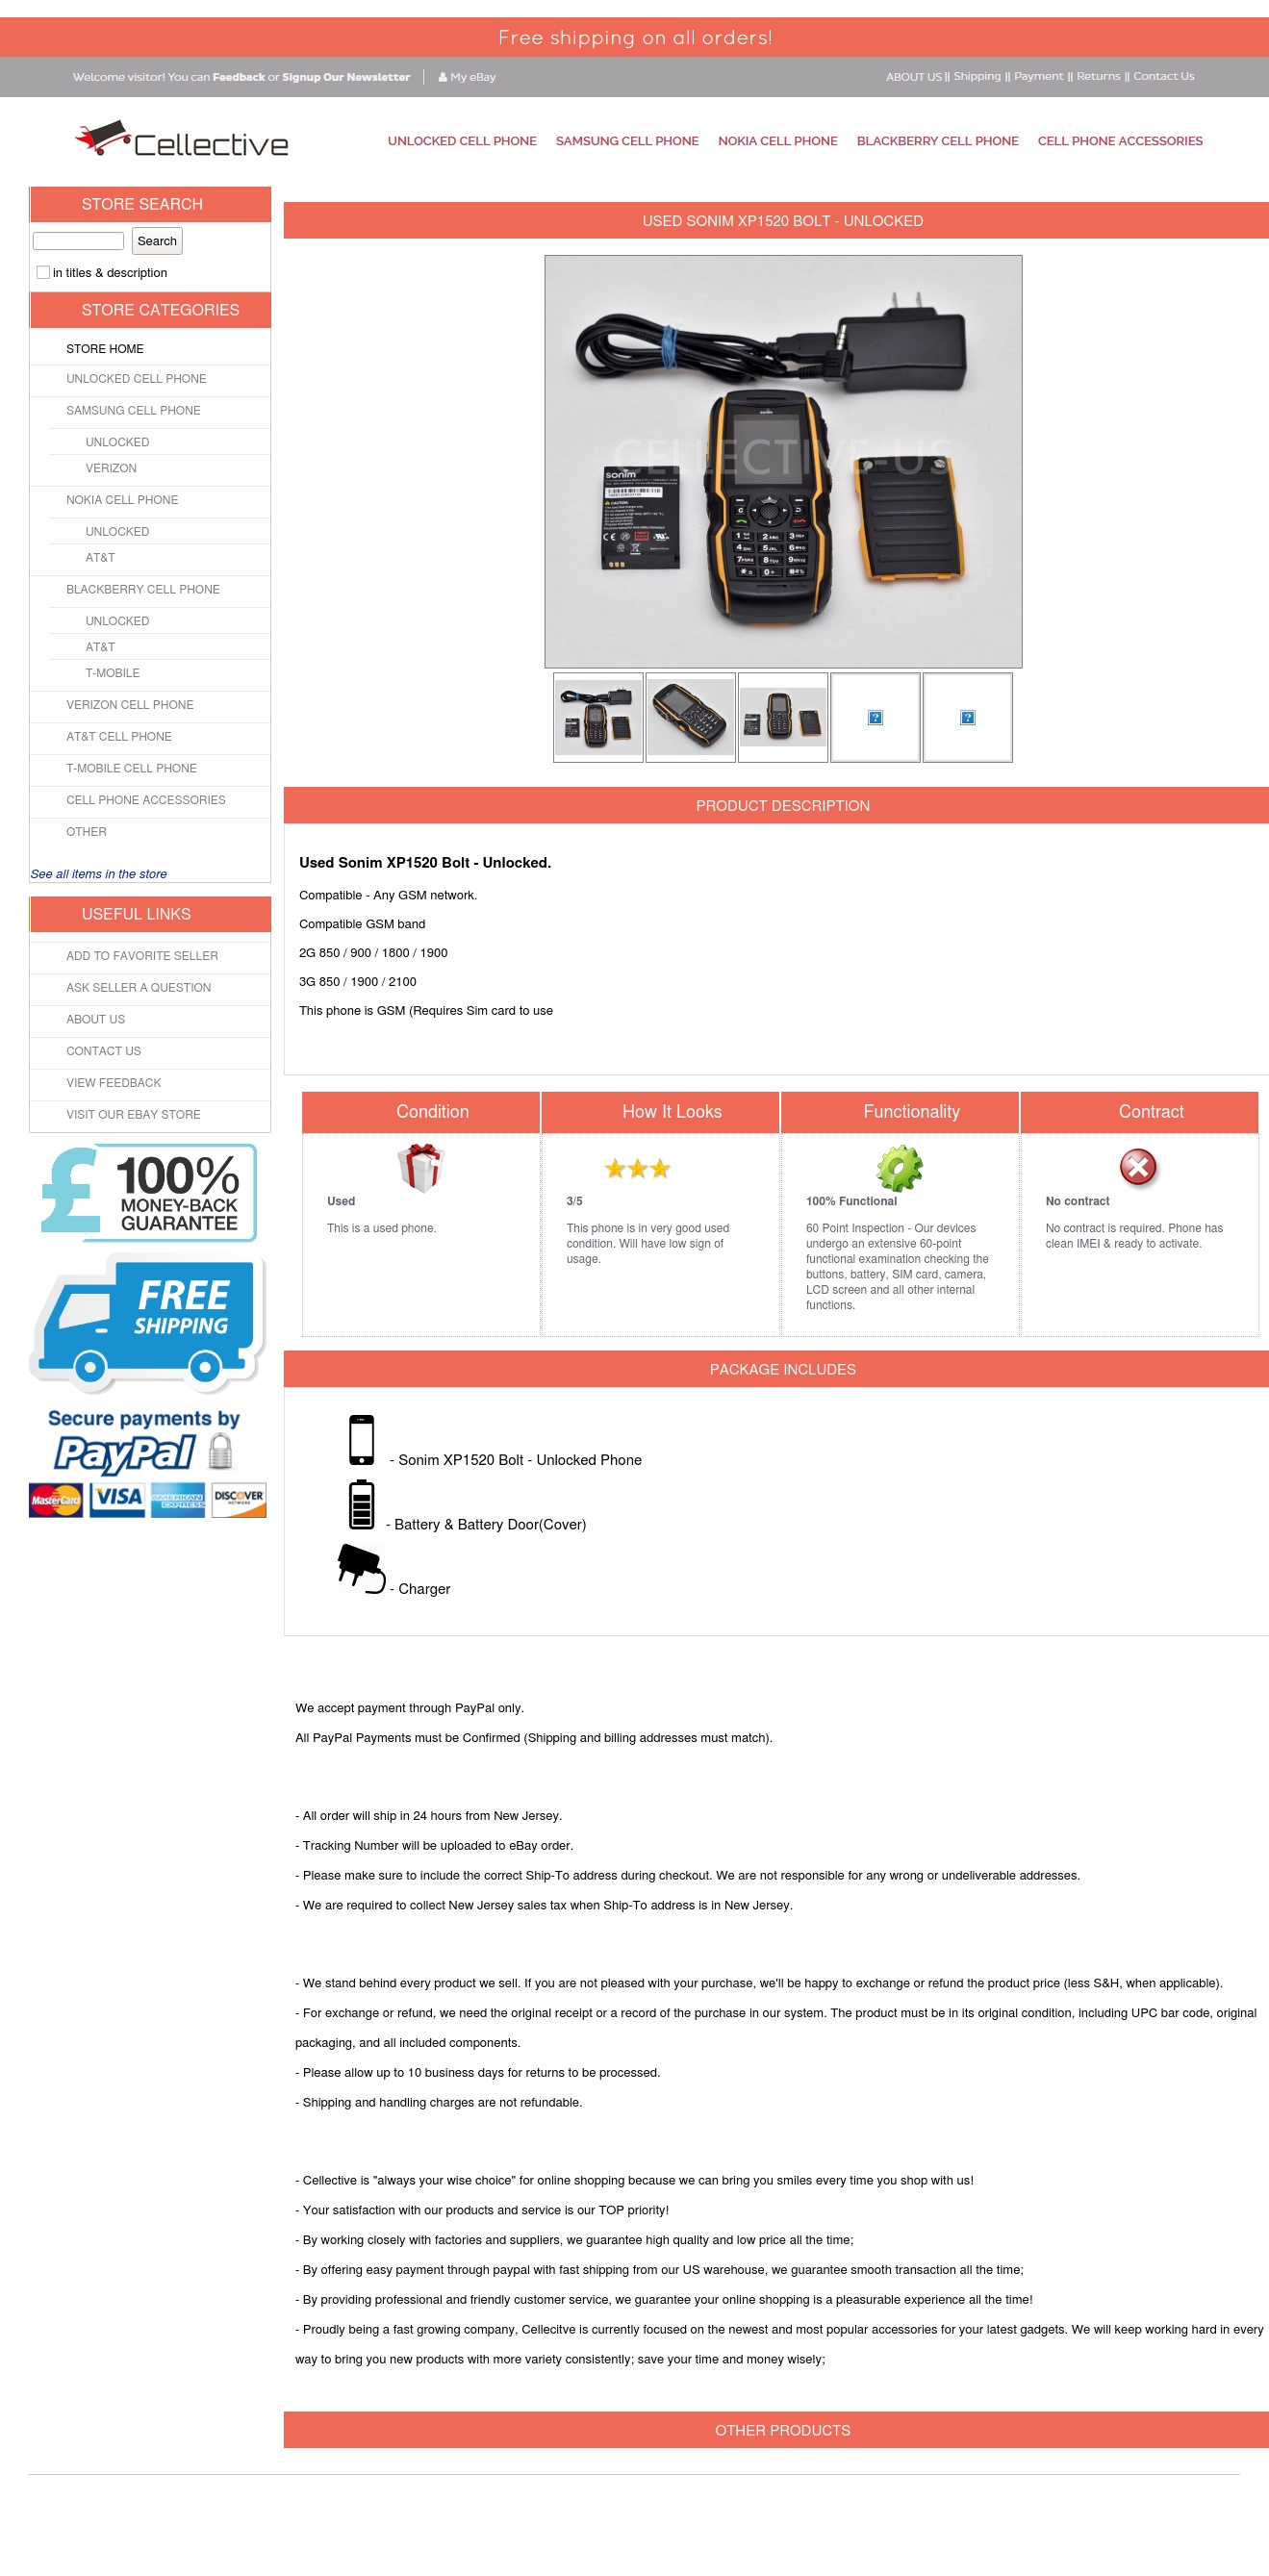 Free shipping on all orders!
Welcome visitor! You can Feedback or Signup Our Newsletter
My eBay
ABOUT US || Shipping || Payment || Returns || Contact Us
Cellective
UNLOCKED CELL PHONE SAMSUNG CELL PHONE NOKIA CELL PHONE BLACKBERRY CELL PHONE CELL PHONE ACCESSORIES
STORE SEARCH
Search
in titles & description
STORE CATEGORIES
STORE HOME
UNLOCKED CELL PHONE
SAMSUNG CELL PHONE
UNLOCKED
VERIZON
NOKIA CELL PHONE
UNLOCKED
AT&T
BLACKBERRY CELL PHONE
UNLOCKED
AT&T
T-MOBILE
VERIZON CELL PHONE
AT&T CELL PHONE
T-MOBILE CELL PHONE
CELL PHONE ACCESSORIES
OTHER
See all items in the store
USEFUL LINKS
ADD TO FAVORITE SELLER
ASK SELLER A QUESTION
ABOUT US
CONTACT US
VIEW FEEDBACK
VISIT OUR EBAY STORE
£ 100%
MONEY-BACK
GUARANTEE
FREE
SHIPPING
Secure payments by
PayPal
MasterCard VISA AMERICAN EXPRESS DISCOVER NETWORK
USED SONIM XP1520 BOLT - UNLOCKED
CELLECTIVE-US
sonim
sonim
PRODUCT DESCRIPTION
Used Sonim XP1520 Bolt - Unlocked.
Compatible - Any GSM network.
Compatible GSM band
2G 850 / 900 / 1800 / 1900
3G 850 / 1900 / 2100
This phone is GSM (Requires Sim card to use
Condition
Used
This is a used phone.
How It Looks
3/5
This phone is in very good used
condition. Will have low sign of
usage.
Functionality
100% Functional
60 Point Inspection - Our devices
undergo an extensive 60-point
functional examination checking the
buttons, battery, SIM card, camera,
LCD screen and all other internal
functions.
Contract
No contract
No contract is required. Phone has
clean IMEI & ready to activate.
PACKAGE INCLUDES
- Sonim XP1520 Bolt - Unlocked Phone
- Battery & Battery Door(Cover)
- Charger
We accept payment through PayPal only.
All PayPal Payments must be Confirmed (Shipping and billing addresses must match).
- All order will ship in 24 hours from New Jersey.
- Tracking Number will be uploaded to eBay order.
- Please make sure to include the correct Ship-To address during checkout. We are not responsible for any wrong or undeliverable addresses.
- We are required to collect New Jersey sales tax when Ship-To address is in New Jersey.
- We stand behind every product we sell. If you are not pleased with your purchase, we'll be happy to exchange or refund the product price (less S&H, when applicable).
- For exchange or refund, we need the original receipt or a record of the purchase in our system. The product must be in its original condition, including UPC bar code, original
packaging, and all included components.
- Please allow up to 10 business days for returns to be processed.
- Shipping and handling charges are not refundable.
- Cellective is "always your wise choice" for online shopping because we can bring you smiles every time you shop with us!
- Your satisfaction with our products and service is our TOP priority!
- By working closely with factories and suppliers, we guarantee high quality and low price all the time;
- By offering easy payment through paypal with fast shipping from our US warehouse, we guarantee smooth transaction all the time;
- By providing professional and friendly customer service, we guarantee your online shopping is a pleasurable experience all the time!
- Proudly being a fast growing company, Cellecitve is currently focused on the newest and most popular accessories for your latest gadgets. We will keep working hard in every
way to bring you new products with more variety consistently; save your time and money wisely;
OTHER PRODUCTS